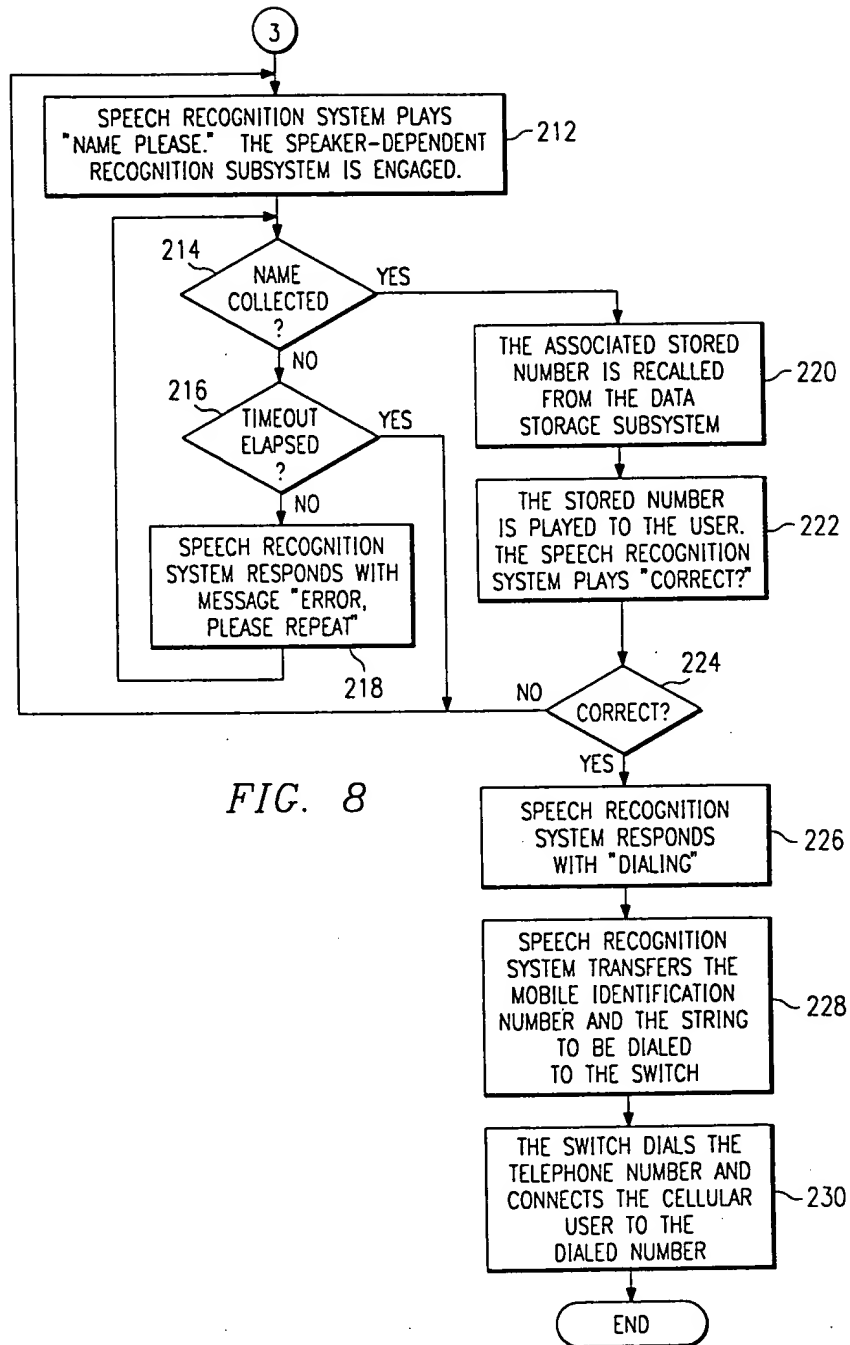 3
SPEECH RECOGNITION SYSTEM PLAYS
"NAME PLEASE." THE SPEAKER-DEPENDENT
RECOGNITION SUBSYSTEM IS ENGAGED.
212
214
NAME
COLLECTED
?
YES
NO
216
TIMEOUT
ELAPSED
?
YES
NO
SPEECH RECOGNITION
SYSTEM RESPONDS WITH
MESSAGE "ERROR,
PLEASE REPEAT"
218
THE ASSOCIATED STORED
NUMBER IS RECALLED
FROM THE DATA
STORAGE SUBSYSTEM
220
THE STORED NUMBER
IS PLAYED TO THE USER.
THE SPEECH RECOGNITION
SYSTEM PLAYS "CORRECT?"
222
224
NO
CORRECT?
YES
FIG. 8
SPEECH RECOGNITION
SYSTEM RESPONDS
WITH "DIALING"
226
SPEECH RECOGNITION
SYSTEM TRANSFERS THE
MOBILE IDENTIFICATION
NUMBER AND THE STRING
TO BE DIALED
TO THE SWITCH
228
THE SWITCH DIALS THE
TELEPHONE NUMBER AND
CONNECTS THE CELLULAR
USER TO THE
DIALED NUMBER
230
END